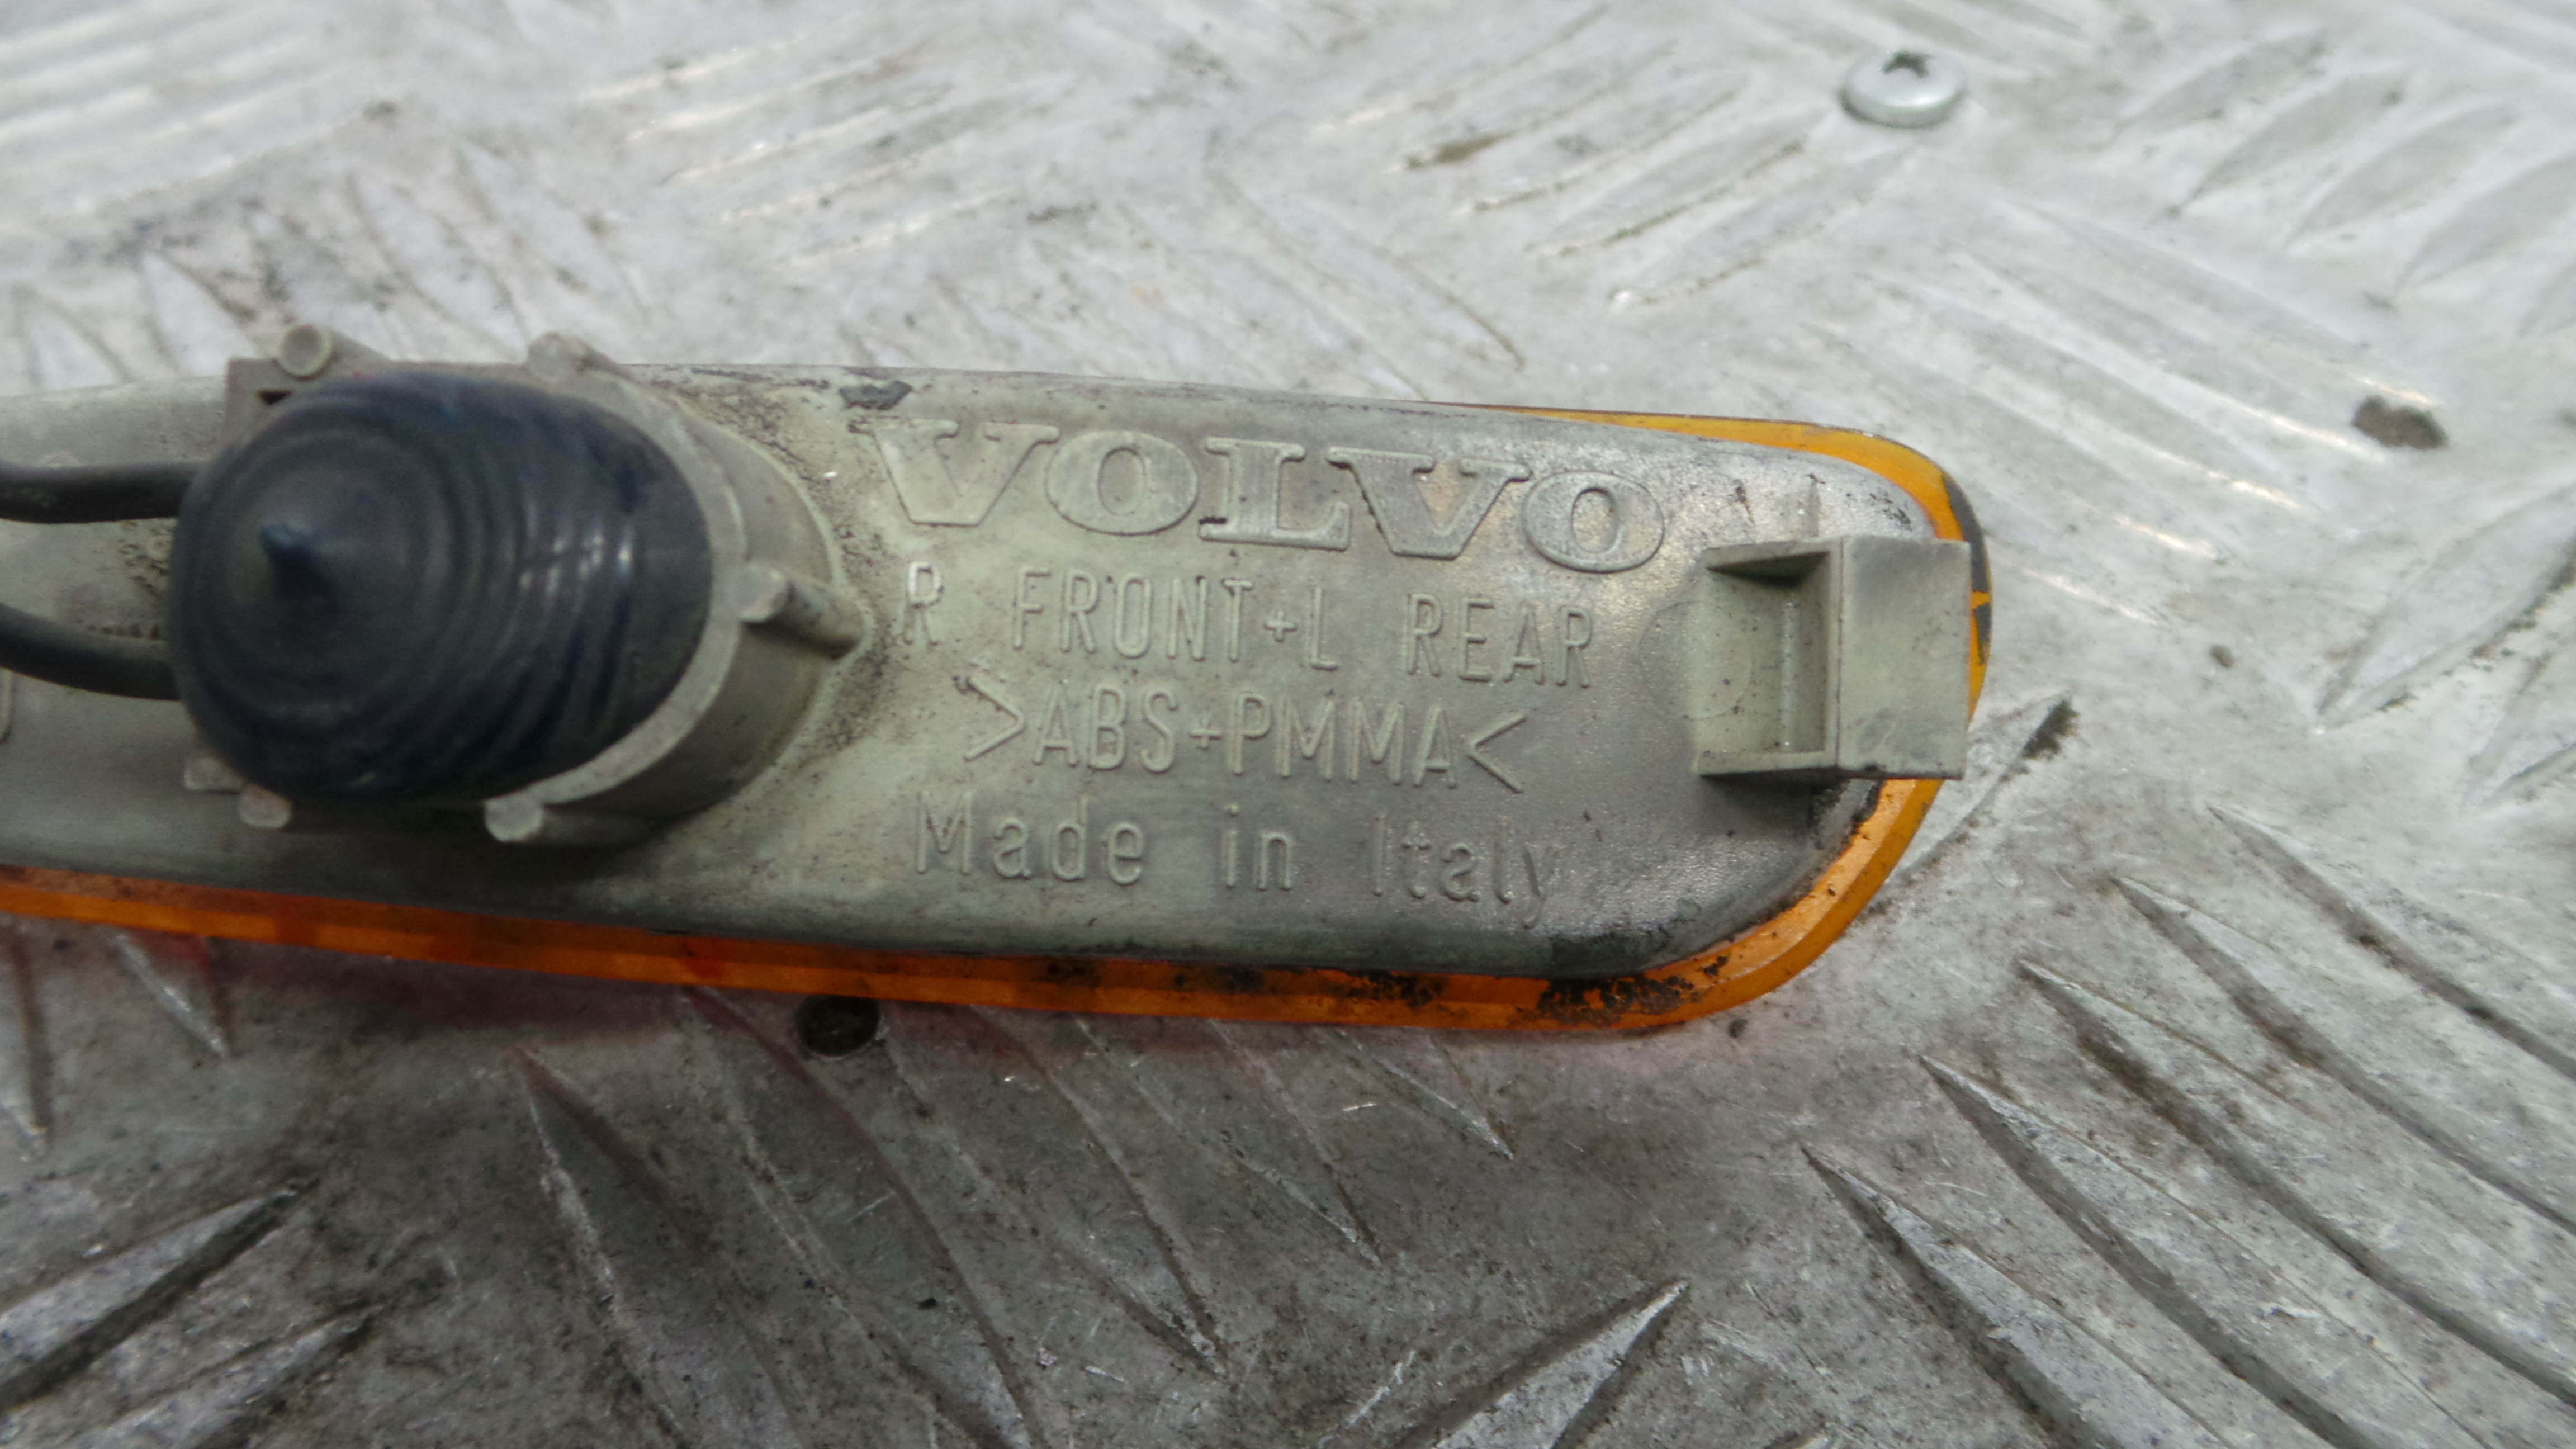 VOLVO
R FRONT+L REAR
>ABS+PMMA<
Made in Italy